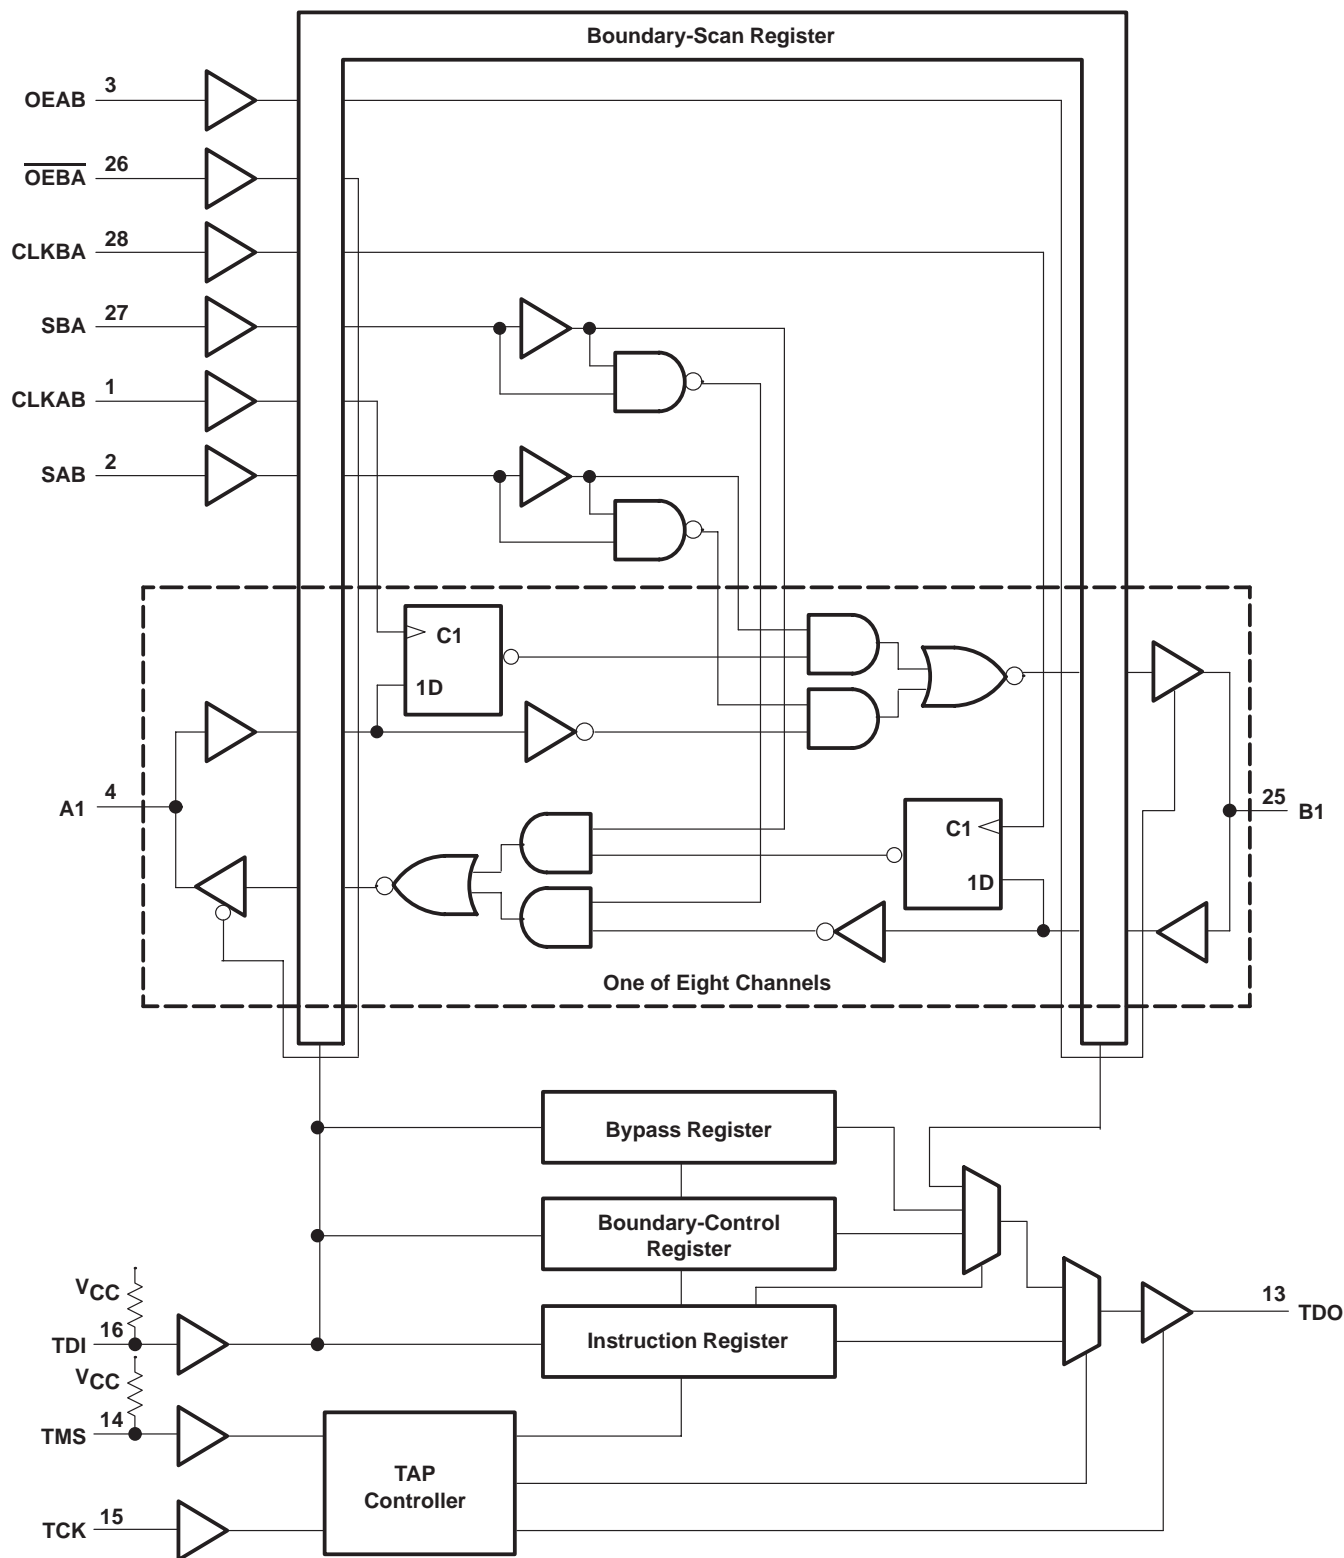 Boundary-Scan Register
OEAB 3
OEBA 26
CLKBA 28
SBA 27
CLKAB 1
SAB 2
C1
1D
A1 4
C1
1D
25 B1
One of Eight Channels
Bypass Register
Boundary-Control
Register
VCC
TDI 16
Instruction Register
13 TDO
VCC
TMS 14
TAP
Controller
TCK 15